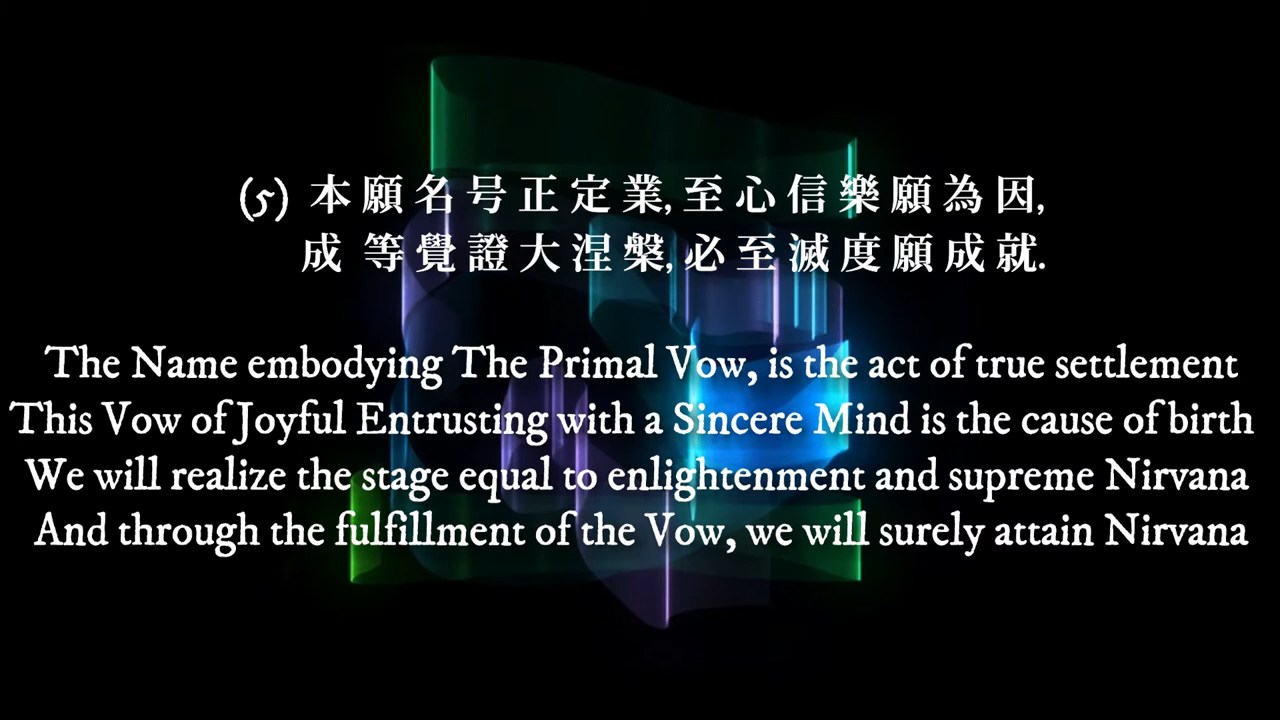 (5) 本願名号正定業, 至心信樂願為因,
成 等覺證大涅槃, 必至滅度願成就.
The Name embodying The Primal Vow, is the act of true settlement
This Vow of Joyful Entrusting with a Sincere Mind is the cause of birth
We will realize the stage equal to enlightenment and supreme Nirvana
And through the fulfillment of the Vow, we will surely attain Nirvana